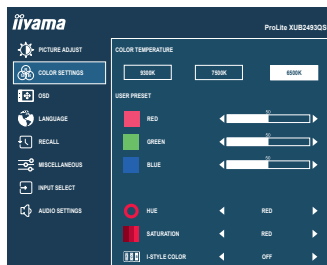 iiyama
ProLite XUB2493QS
PICTURE ADJUST
COLOR SETTINGS
OSD
LANGUAGE
RECALL
MISCELLANEOUS
INPUT SELECT
AUDIO SETTINGS
COLOR TEMPERATURE
9300K 7500K 6500K
USER PRESET
RED 50
GREEN 50
BLUE 50
HUE RED
SATURATION RED
I-STYLE COLOR OFF